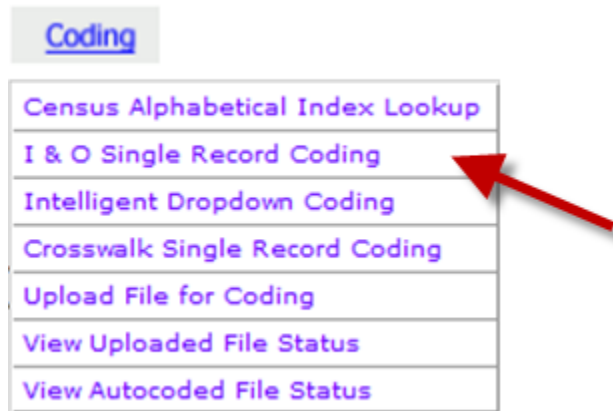 Coding
Census Alphabetical Index Lookup
I & O Single Record Coding
Intelligent Dropdown Coding
Crosswalk Single Record Coding
Upload File for Coding
View Uploaded File Status
View Autocoded File Status